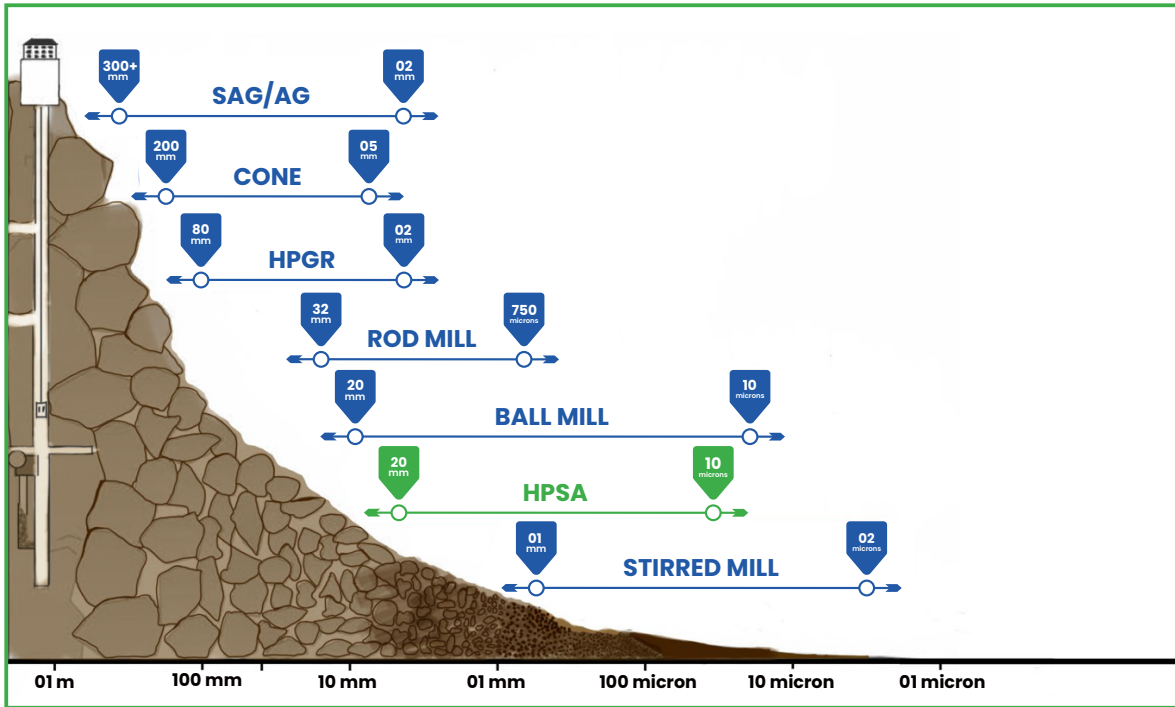 300+
mm
02
mm
SAG/AG
200
mm
05
mm
CONE
80
mm
02
mm
HPGR
32
mm
750
microns
ROD MILL
20
mm
10
microns
BALL MILL
20
mm
10
microns
HPSA
01
mm
02
microns
STIRRED MILL
01 m
100 mm
10 mm
01 mm
100 micron
10 micron
01 micron